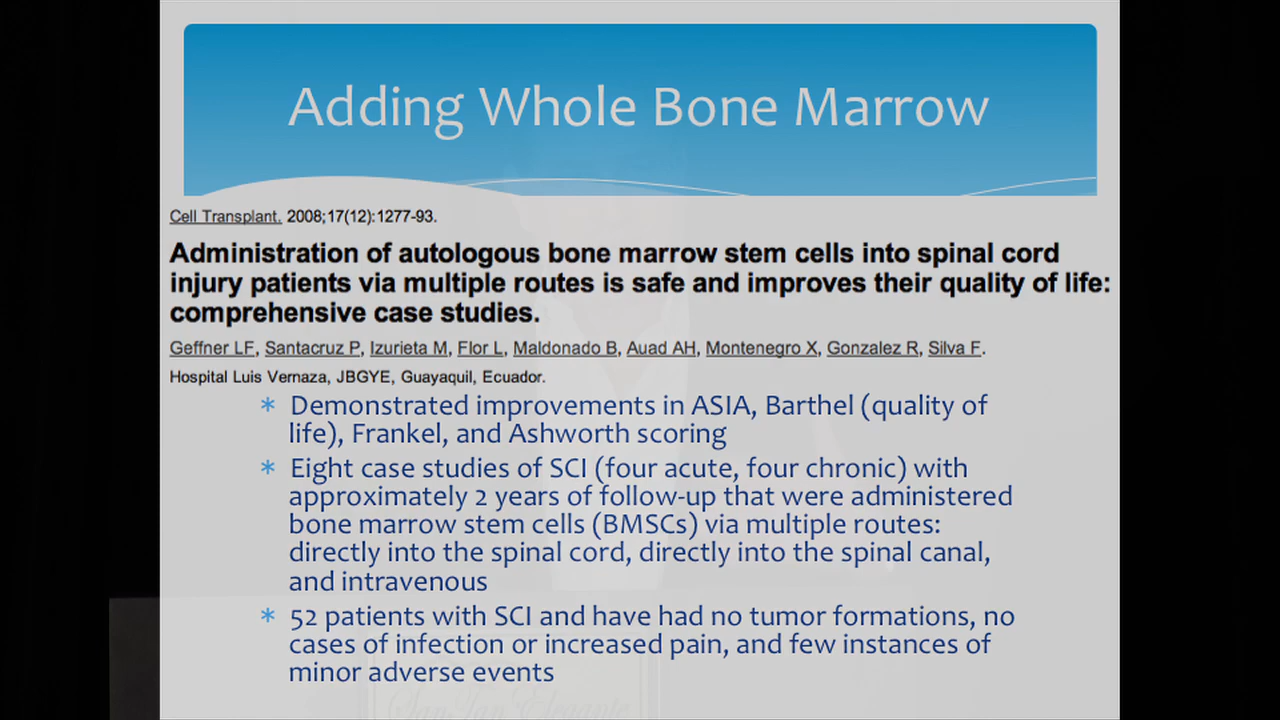 Adding Whole Bone Marrow
Cell Transplant. 2008;17(12):1277-93.
Administration of autologous bone marrow stem cells into spinal cord
injury patients via multiple routes is safe and improves their quality of life:
comprehensive case studies.
Geffner LF, Santacruz P, Izurieta M, Flor L, Maldonado B, Auad AH, Montenegro X, Gonzalez R, Silva F.
Hospital Luis Vernaza, JBGYE, Guayaquil, Ecuador.
* Demonstrated improvements in ASIA, Barthel (quality of
life), Frankel, and Ashworth scoring
* Eight case studies of SCI (four acute, four chronic) with
approximately 2 years of follow-up that were administered
bone marrow stem cells (BMSCs) via multiple routes:
directly into the spinal cord, directly into the spinal canal,
and intravenous
* 52 patients with SCI and have had no tumor formations, no
cases of infection or increased pain, and few instances of
minor adverse events
San Tan Elegante